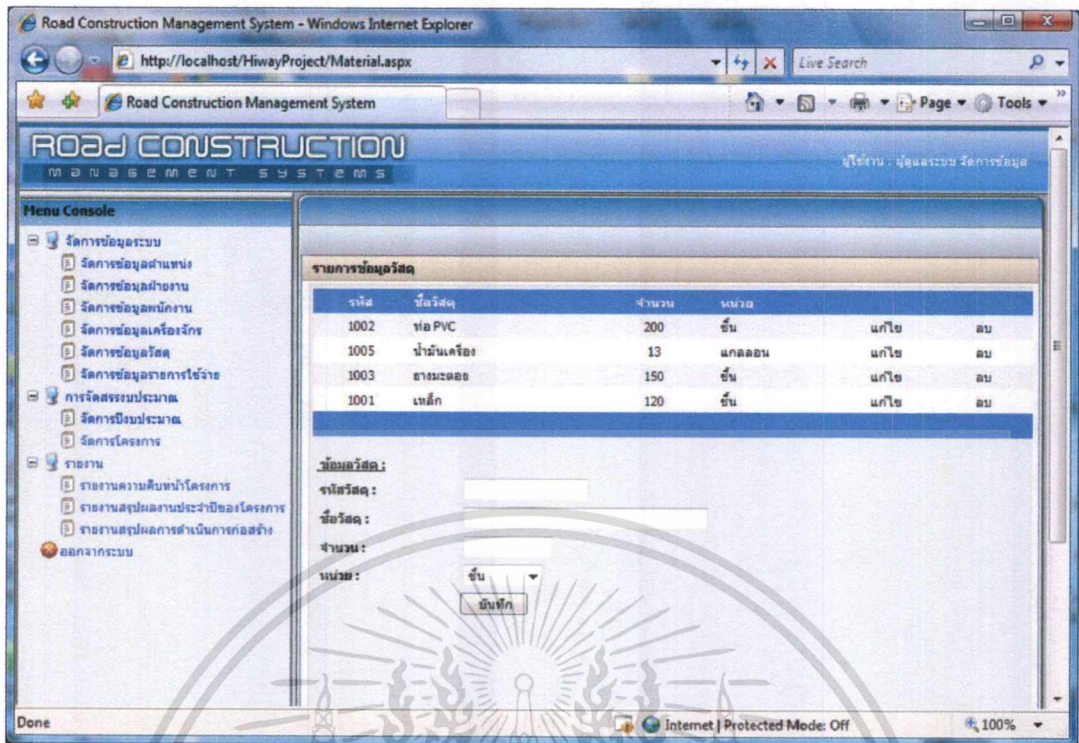 Road Construction Management System - Windows Internet Explorer
http://localhost/HiwayProject/Material.aspx
Live Search
Road Construction Management System
Page
Tools
ROad CONSTRUCTION
management systems
ผู้ใช้งาน : ผู้ดูแลระบบ จัดการข้อมูล
Menu Console
จัดการข้อมูลระบบ
จัดการข้อมูลตำแหน่ง
จัดการข้อมูลฝ่ายงาน
จัดการข้อมูลพนักงาน
จัดการข้อมูลเครื่องจักร
จัดการข้อมูลวัสดุ
จัดการข้อมูลรายการใช้จ่าย
การจัดสรรงบประมาณ
จัดการปีงบประมาณ
จัดการโครงการ
รายงาน
รายงานความคืบหน้าโครงการ
รายงานสรุปผลงานประจำปีของโครงการ
รายงานสรุปผลการดำเนินการก่อสร้าง
ออกจากระบบ
รายการข้อมูลวัสดุ
รหัส ชื่อวัสดุ จำนวน หน่วย
1002 ท่อ PVC 200 ชิ้น แก้ไข ลบ
1005 น้ำมันเครื่อง 13 แกลลอน แก้ไข ลบ
1003 ยางมะตอย 150 ชิ้น แก้ไข ลบ
1001 เหล็ก 120 ชิ้น แก้ไข ลบ
ข้อมูลวัสดุ :
รหัสวัสดุ :
ชื่อวัสดุ :
จำนวน :
หน่วย : ชิ้น
บันทึก
Done
Internet | Protected Mode: Off
100%